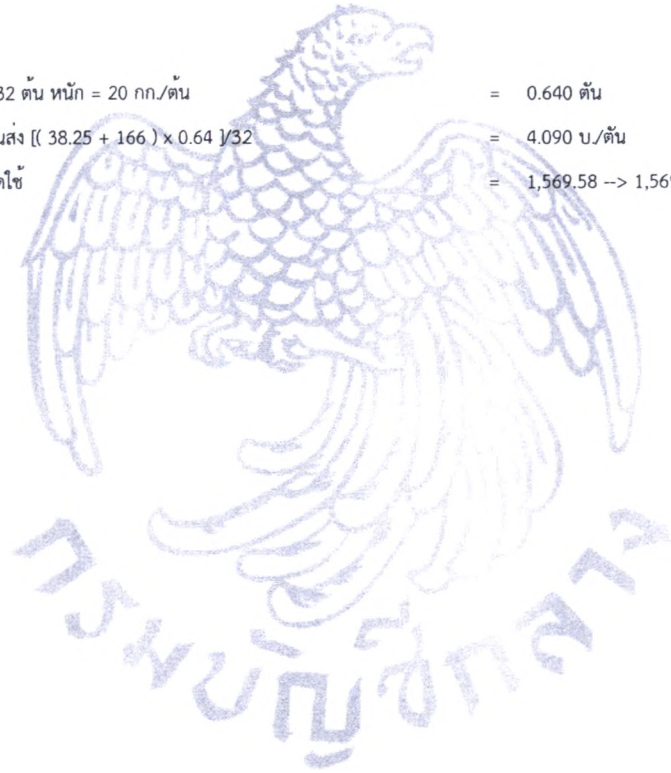 32 ต้น หนัก = 20 กก./ต้น = 0.640 ตัน
นส่ง [( 38.25 + 166 ) x 0.64 ]/32 = 4.090 บ./ตัน
ใช้ = 1,569.58 --> 1,56
กรมบัญชีกลาง